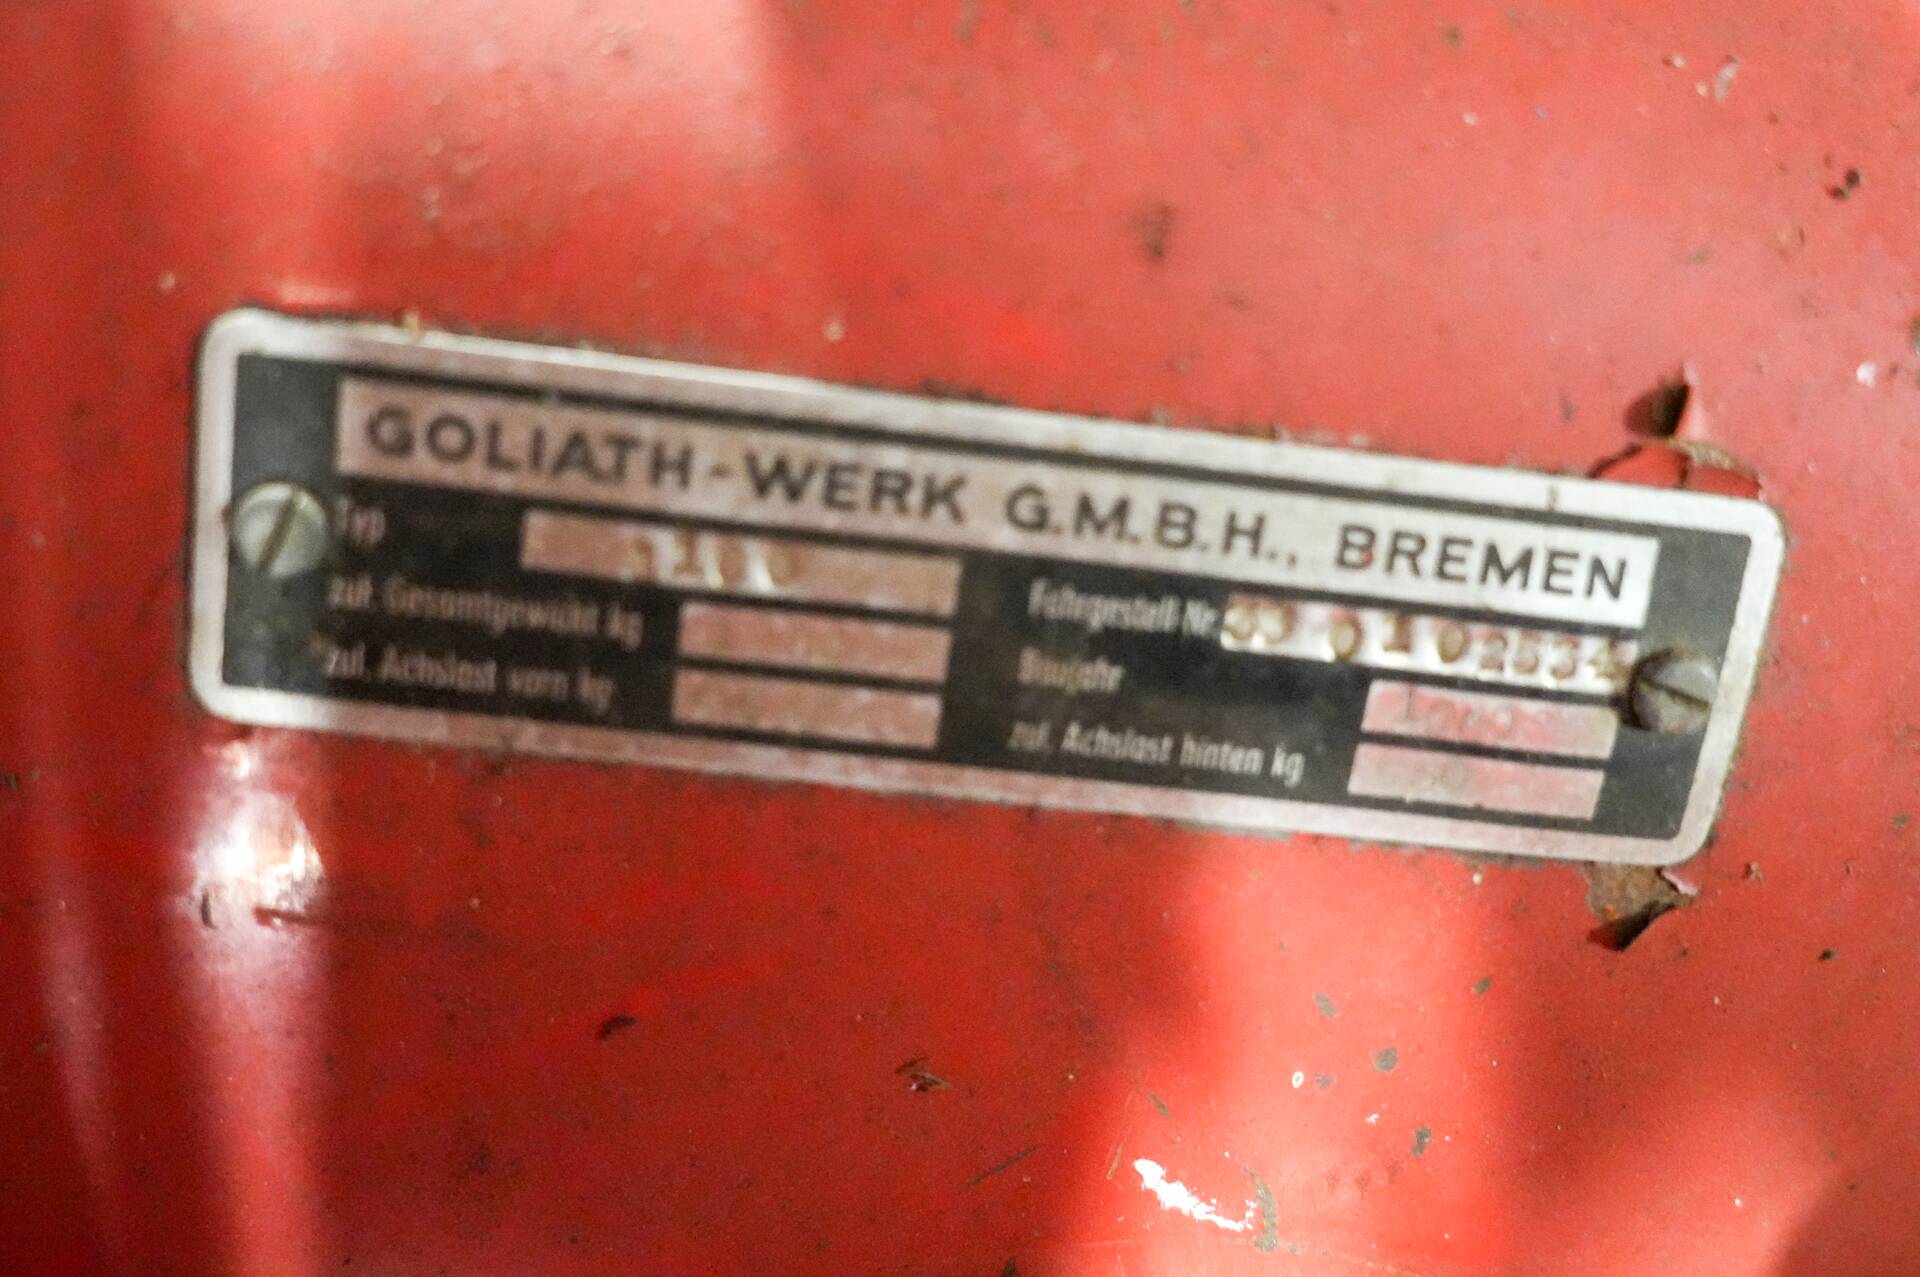 GOLIATH-WERK G.M.B.H., BREMEN
Typ
zul. Gesamtgewicht kg
zul. Achslast vorn kg
Fahrgestell-Nr.
Baujahr
zul. Achslast hinten kg